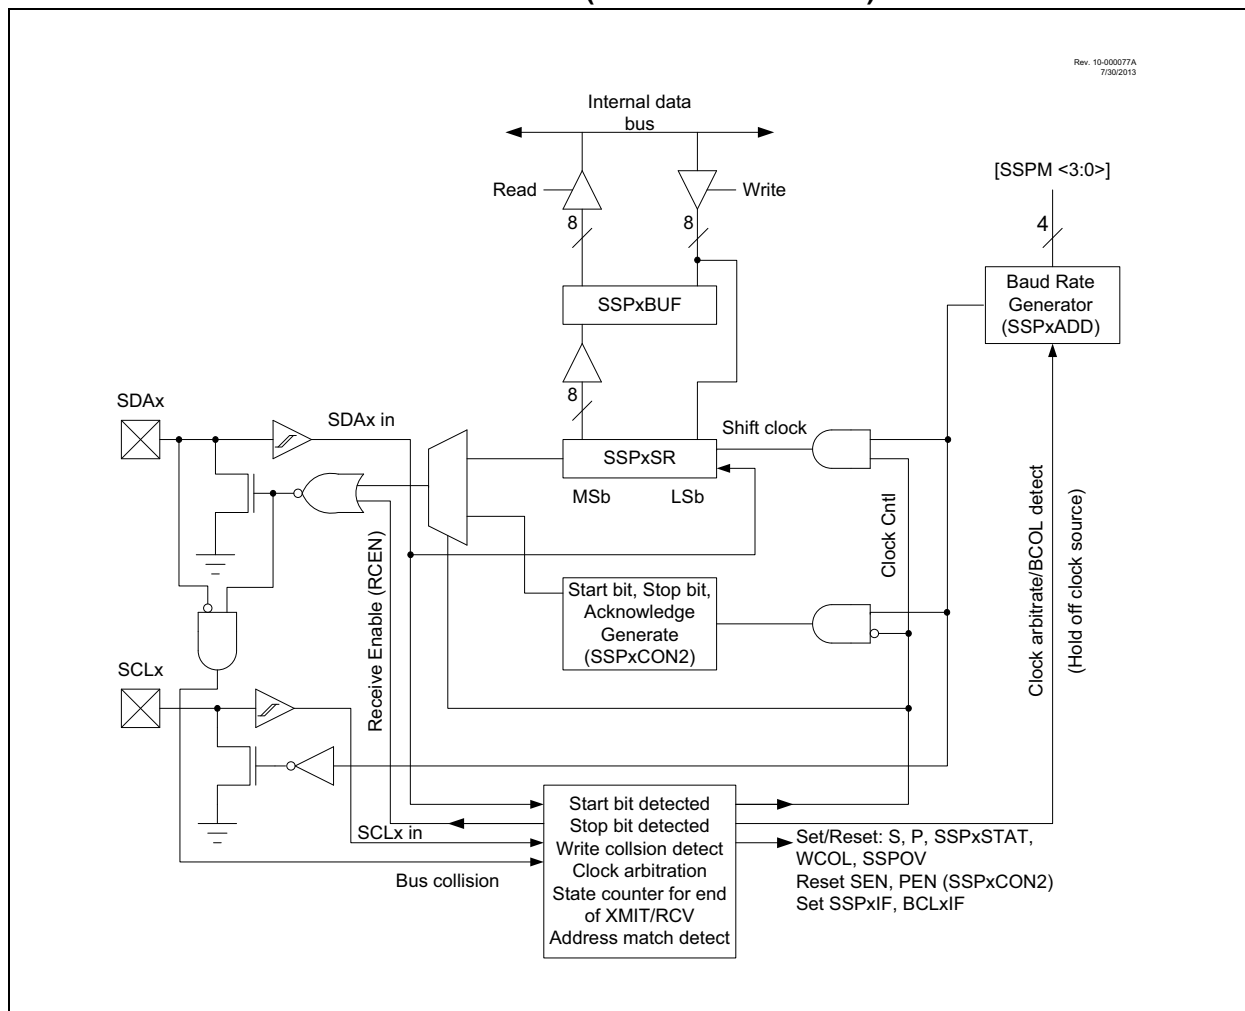 Rev. 10-000077A
7/30/2013
Internal data
bus
[SSPM <3:0>]
Read
Write
8
8
4
Baud Rate
Generator
(SSPxADD)
SSPxBUF
8
SDAx
SDAx in
Shift clock
SSPxSR
MSb
LSb
Clock Cntl
Clock arbitrate/BCOL detect
(Hold off clock source)
Receive Enable (RCEN)
Start bit, Stop bit,
Acknowledge
Generate
(SSPxCON2)
SCLx
SCLx in
Bus collision
Start bit detected
Stop bit detected
Write collsion detect
Clock arbitration
State counter for end
of XMIT/RCV
Address match detect
Set/Reset: S, P, SSPxSTAT,
WCOL, SSPOV
Reset SEN, PEN (SSPxCON2)
Set SSPxIF, BCLxIF